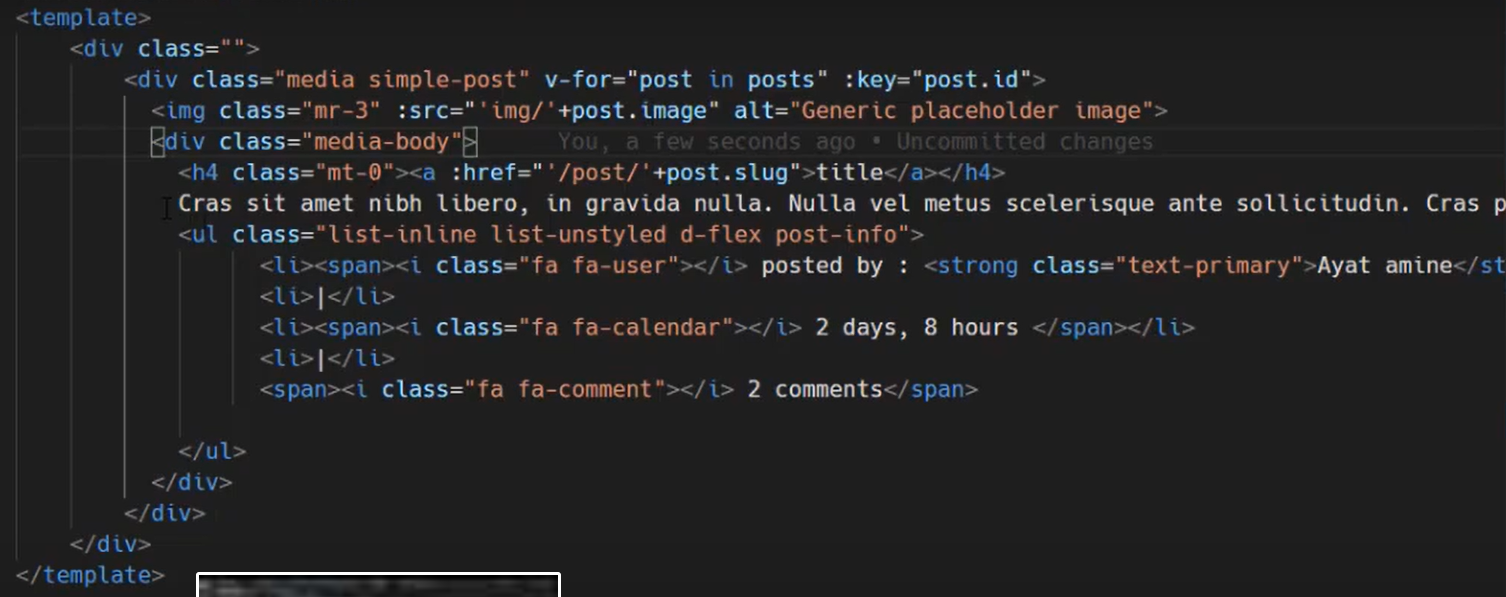 <template>
<div class="">
<div class="media simple-post" v-for="post in posts" :key="post.id">
<img class="mr-3" :src="'img/'+post.image" alt="Generic placeholder image">
<div class="media-body"> You, a few seconds ago • Uncommitted changes
<h4 class="mt-0"><a :href="'/post/'+post.slug">title</a></h4>
Cras sit amet nibh libero, in gravida nulla. Nulla vel metus scelerisque ante sollicitudin. Cras p
<ul class="list-inline list-unstyled d-flex post-info">
<li><span><i class="fa fa-user"></i> posted by : <strong class="text-primary">Ayat amine</st
<li>|</li>
<li><span><i class="fa fa-calendar"></i> 2 days, 8 hours </span></li>
<li>|</li>
<span><i class="fa fa-comment"></i> 2 comments</span>
</ul>
</div>
</div>
</div>
</template>